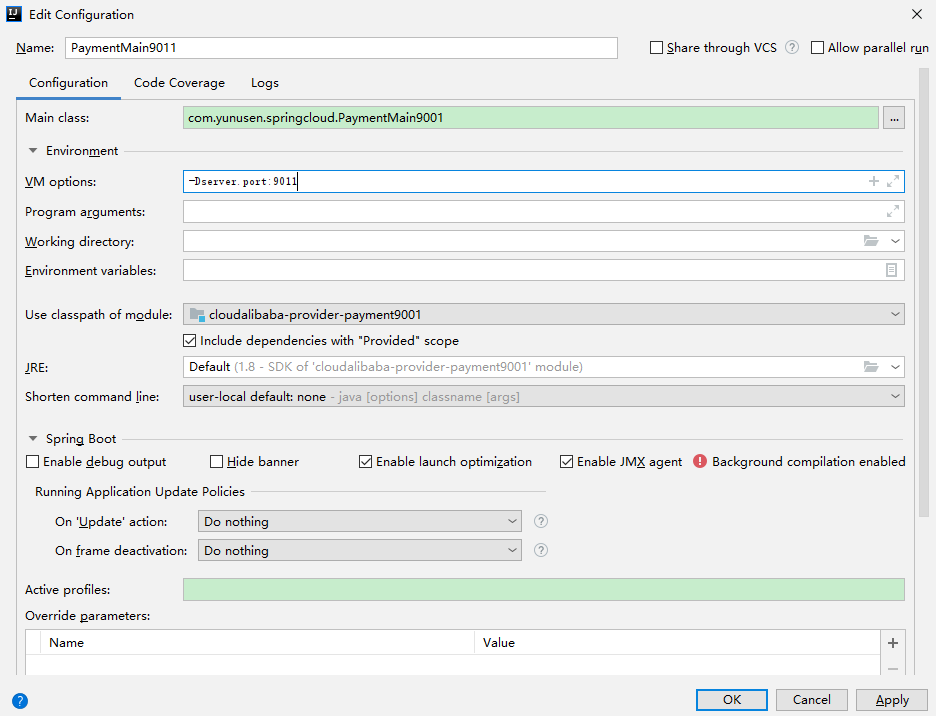 Edit Configuration
Name: PaymentMain9011 Share through VCS ? Allow parallel run
Configuration Code Coverage Logs
Main class: com.yunusen.springcloud.PaymentMain9001 ...
Environment
VM options: -Dserver.port:9011
Program arguments:
Working directory:
Environment variables:
Use classpath of module: cloudalibaba-provider-payment9001
Include dependencies with "Provided" scope
JRE: Default (1.8 - SDK of 'cloudalibaba-provider-payment9001' module)
Shorten command line: user-local default: none - java [options] classname [args]
Spring Boot
Enable debug output Hide banner Enable launch optimization Enable JMX agent Background compilation enabled
Running Application Update Policies
On 'Update' action: Do nothing ?
On frame deactivation: Do nothing ?
Active profiles:
Override parameters:
Name Value
? OK Cancel Apply